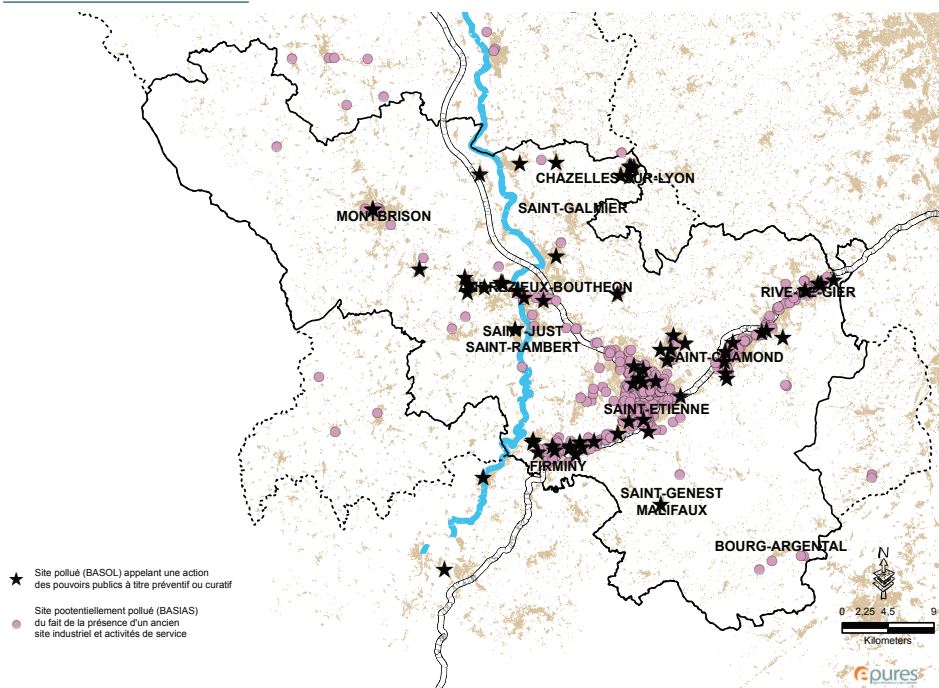 CHAZELLES-SUR-LYON
MONTBRISON
SAINT-GALMIER
ANDREZIEUX-BOUTHEON
RIVE-DE-GIER
SAINT-JUST
SAINT-RAMBERT
SAINT-CHAMOND
SAINT-ETIENNE
FIRMINY
SAINT-GENEST
MALIFAUX
BOURG-ARGENTAL
N
Site pollué (BASOL) appelant une action
des pouvoirs publics à titre préventif ou curatif
Site pootentiellement pollué (BASIAS)
du fait de la présence d'un ancien
site industriel et activités de service
0 2,25 4,5 9
Kilometers
epures